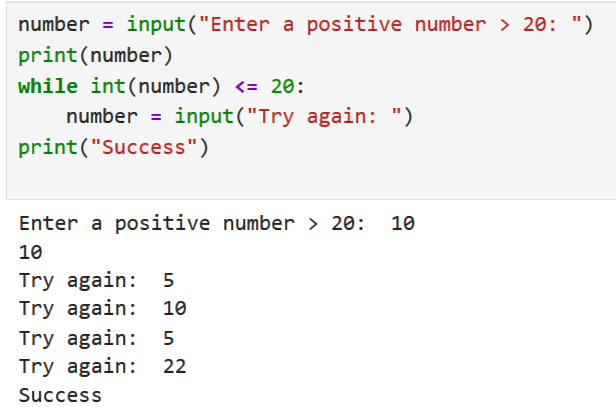 number = input("Enter a positive number > 20: ")
print(number)
while int(number) <= 20:
    number = input("Try again: ")
print("Success")
Enter a positive number > 20:  10
10
Try again:  5
Try again:  10
Try again:  5
Try again:  22
Success